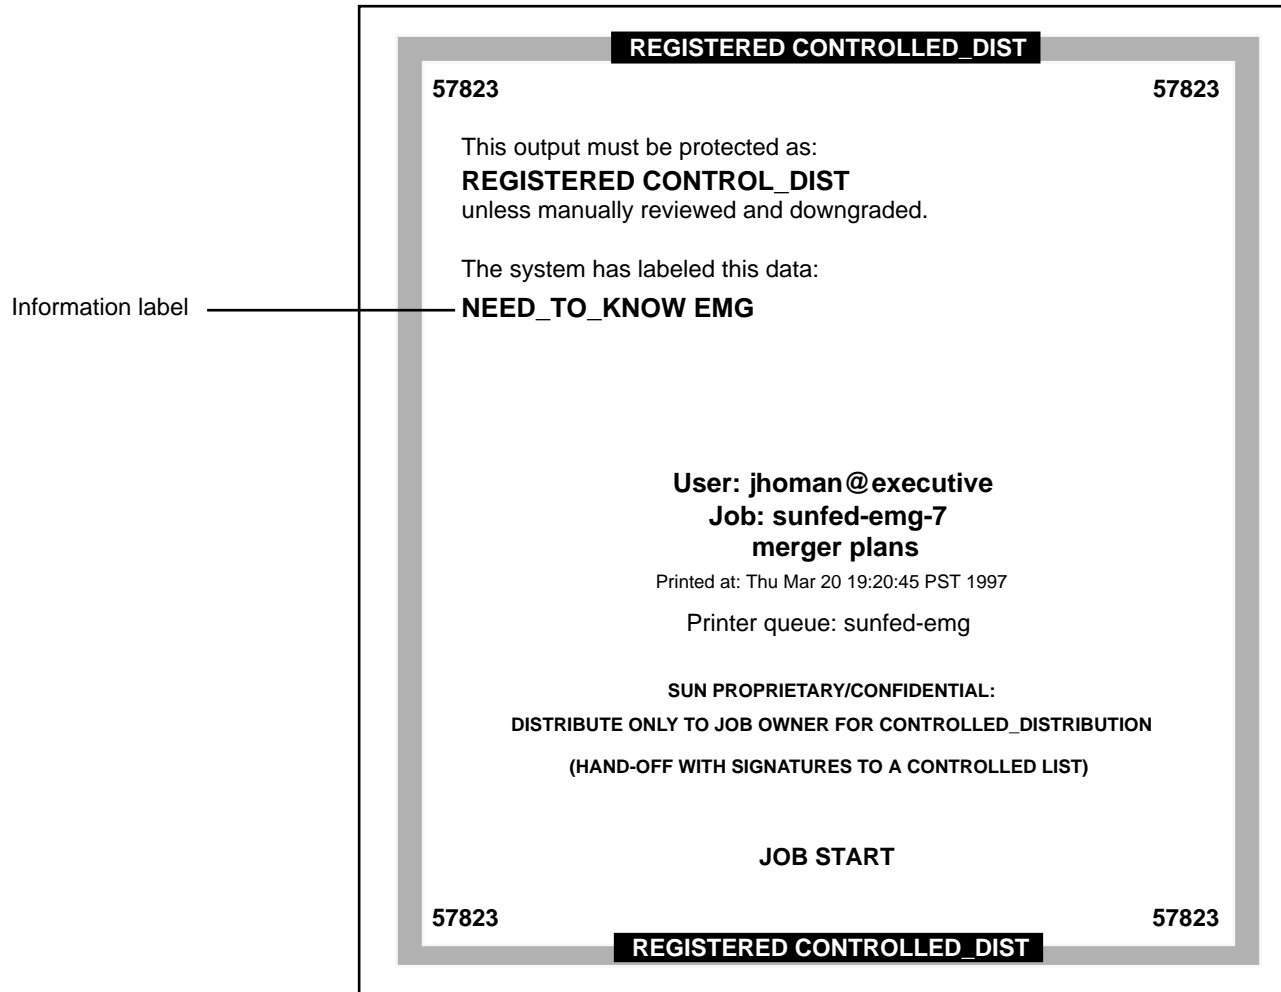 REGISTERED CONTROLLED_DIST
57823 57823
This output must be protected as:
REGISTERED CONTROL_DIST
unless manually reviewed and downgraded.
The system has labeled this data:
Information label
NEED_TO_KNOW EMG
User: jhoman@executive
Job: sunfed-emg-7
merger plans
Printed at: Thu Mar 20 19:20:45 PST 1997
Printer queue: sunfed-emg
SUN PROPRIETARY/CONFIDENTIAL:
DISTRIBUTE ONLY TO JOB OWNER FOR CONTROLLED_DISTRIBUTION
(HAND-OFF WITH SIGNATURES TO A CONTROLLED LIST)
JOB START
57823 57823
REGISTERED CONTROLLED_DIST